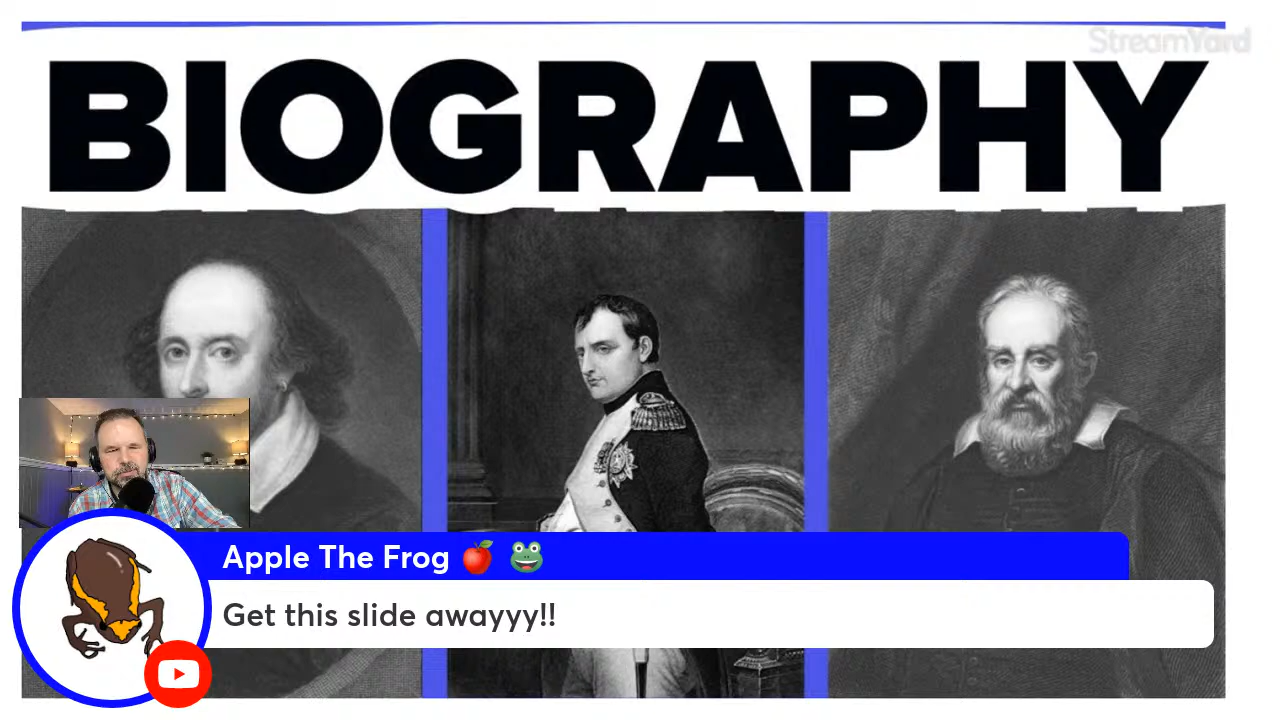 StreamYard
BIOGRAPHY
Apple The Frog 🍎 🐸
Get this slide awayyy!!